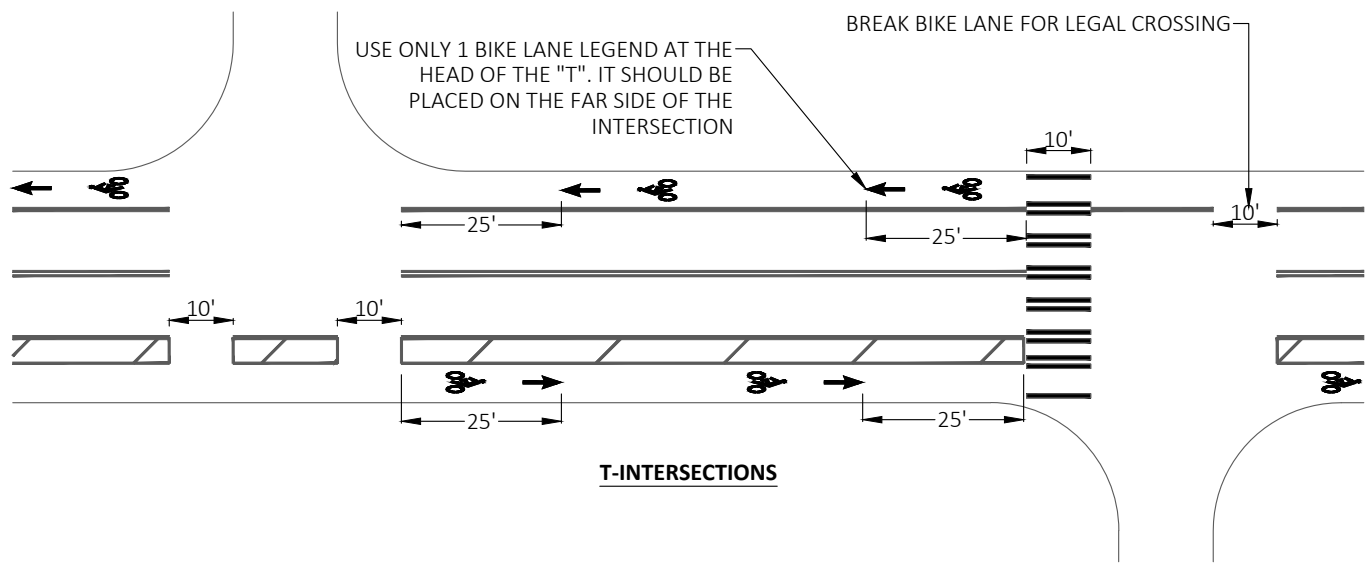 BREAK BIKE LANE FOR LEGAL CROSSING
USE ONLY 1 BIKE LANE LEGEND AT THE
HEAD OF THE "T". IT SHOULD BE
PLACED ON THE FAR SIDE OF THE
INTERSECTION
10'
10'
25'
25'
10'
10'
25'
25'
T-INTERSECTIONS